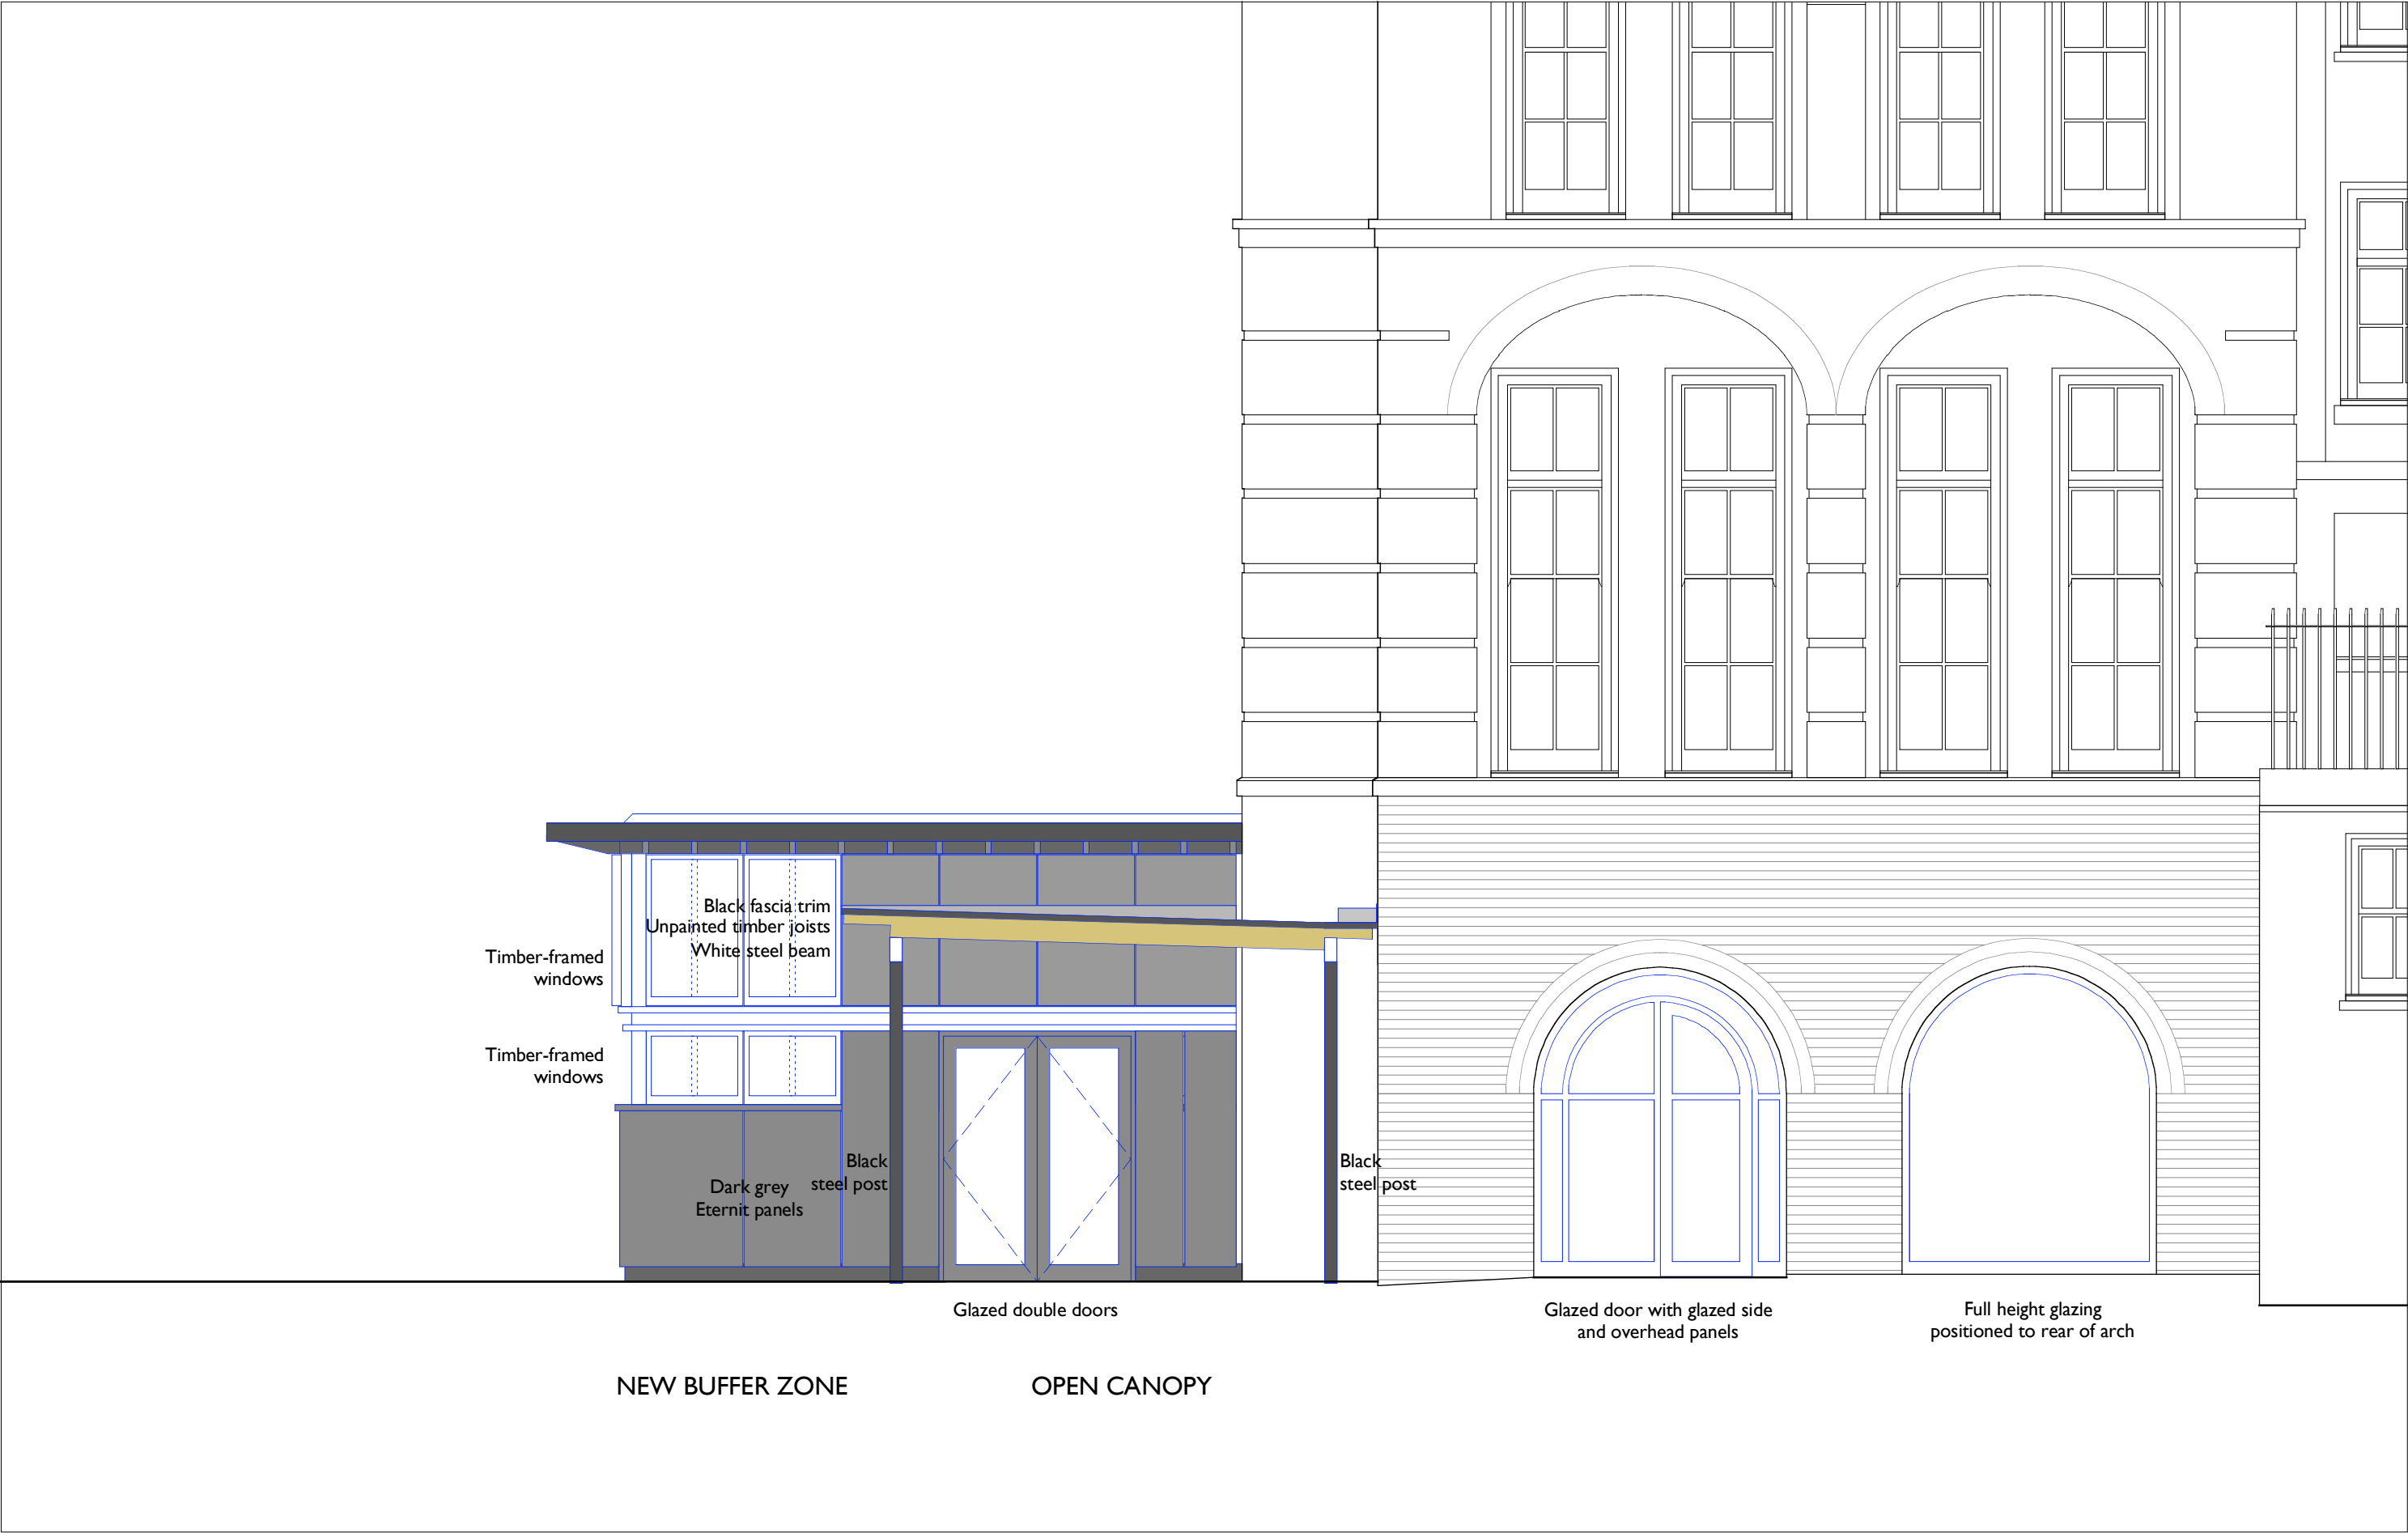 Black fascia trim
Unpainted timber joists
White steel beam
Timber-framed
windows
Timber-framed
windows
Black
steel post
Black
steel post
Dark grey
Eternit panels
Glazed double doors
Glazed door with glazed side
and overhead panels
Full height glazing
positioned to rear of arch
NEW BUFFER ZONE
OPEN CANOPY